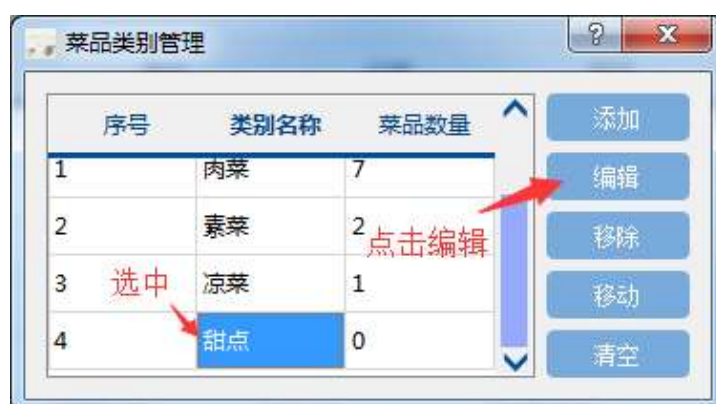 菜品类别管理
序号 类别名称 菜品数量 添加
1 肉菜 7 编辑
2 素菜 2 点击编辑 移除
3 选中 凉菜 1 移动
4 甜点 0 清空